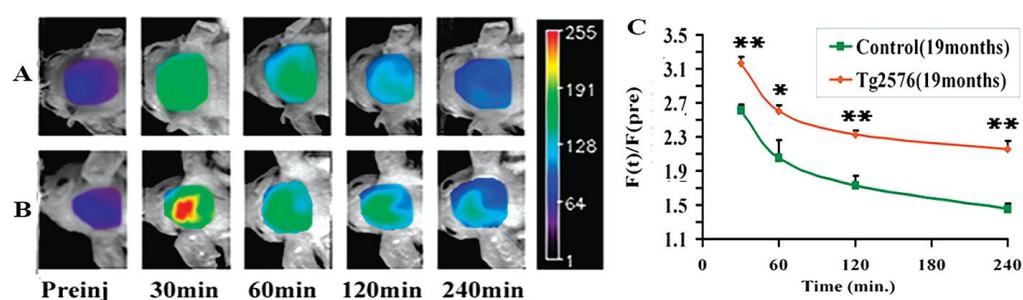 A
B
Preinj 30min 60min 120min 240min
255
191
128
64
1
C
F(t)/F(pre)
3.5
3.1
2.7
2.3
1.9
1.5
1.1
** * ** **
Control(19months)
Tg2576(19months)
0 60 120 180 240
Time (min.)